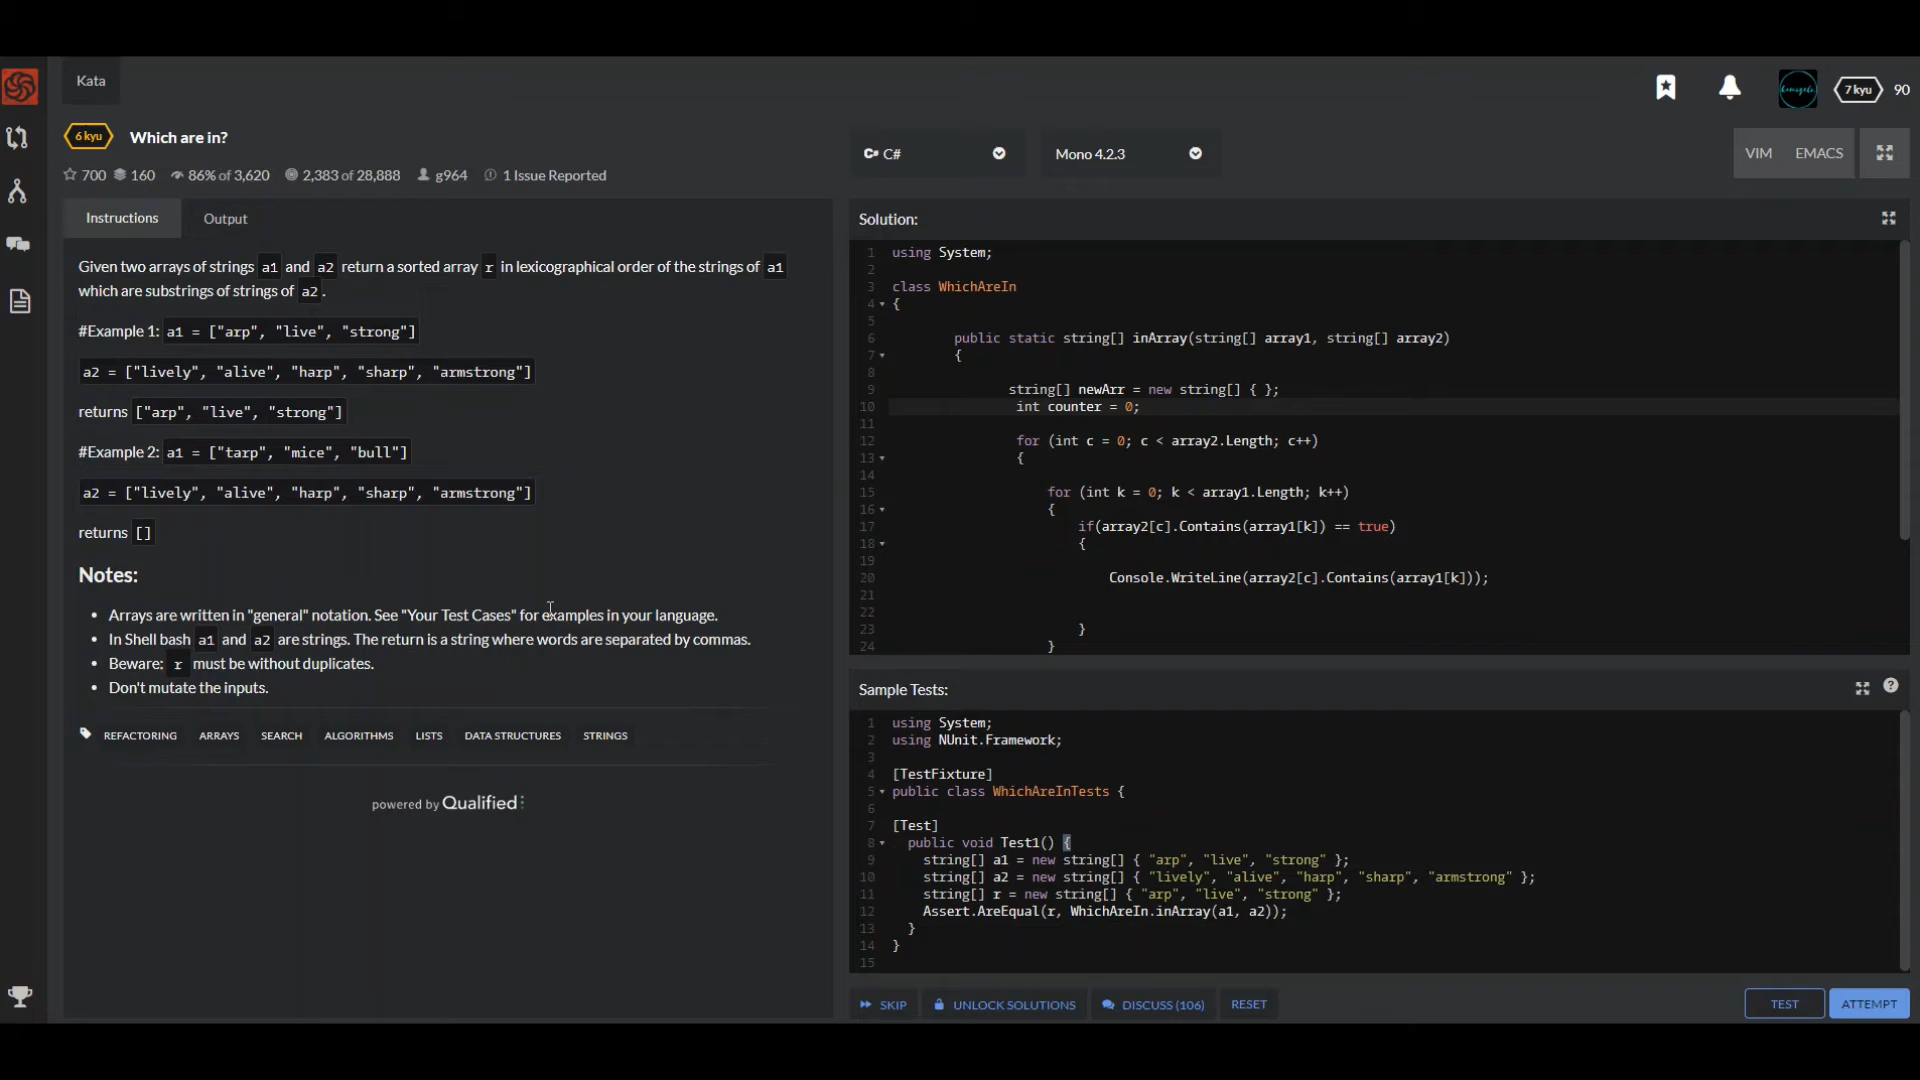 Kata
7 kyu 90
6 kyu Which are in?
700 160 86% of 3,620 2,383 of 28,888 g964 1 Issue Reported
C# C#
Mono 4.2.3
VIM EMACS
Instructions Output
Given two arrays of strings a1 and a2 return a sorted array r in lexicographical order of the strings of a1
which are substrings of strings of a2.
#Example 1: a1 = ["arp", "live", "strong"]
a2 = ["lively", "alive", "harp", "sharp", "armstrong"]
returns ["arp", "live", "strong"]
#Example 2: a1 = ["tarp", "mice", "bull"]
a2 = ["lively", "alive", "harp", "sharp", "armstrong"]
returns []
Notes:
• Arrays are written in "general" notation. See "Your Test Cases" for examples in your language.
• In Shell bash a1 and a2 are strings. The return is a string where words are separated by commas.
• Beware: r must be without duplicates.
• Don't mutate the inputs.
REFACTORING ARRAYS SEARCH ALGORITHMS LISTS DATA STRUCTURES STRINGS
powered by Qualified
Solution:
1 using System;
2
3 class WhichAreIn
4 {
5
6 public static string[] inArray(string[] array1, string[] array2)
7 {
8
9 string[] newArr = new string[] { };
10 int counter = 0;
11
12 for (int c = 0; c < array2.Length; c++)
13 {
14
15 for (int k = 0; k < array1.Length; k++)
16 {
17 if(array2[c].Contains(array1[k]) == true)
18 {
19
20 Console.WriteLine(array2[c].Contains(array1[k]));
21
22
23 }
24 }
Sample Tests:
1 using System;
2 using NUnit.Framework;
3
4 [TestFixture]
5 public class WhichAreInTests {
6
7 [Test]
8 public void Test1() {
9 string[] a1 = new string[] { "arp", "live", "strong" };
10 string[] a2 = new string[] { "lively", "alive", "harp", "sharp", "armstrong" };
11 string[] r = new string[] { "arp", "live", "strong" };
12 Assert.AreEqual(r, WhichAreIn.inArray(a1, a2));
13 }
14 }
15
SKIP UNLOCK SOLUTIONS DISCUSS (106) RESET TEST ATTEMPT